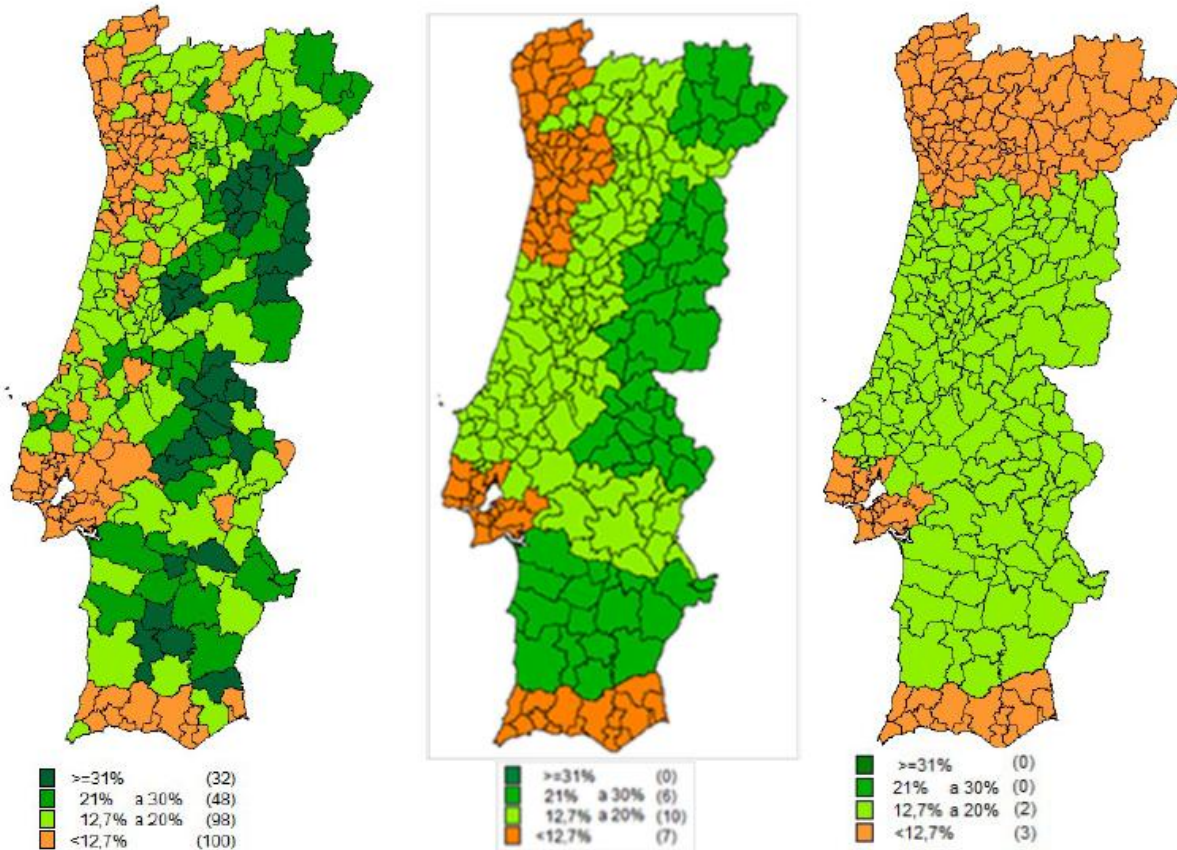 >=31% (32)
21% a 30% (48)
12,7% a 20% (98)
<12,7% (100)
>=31% (0)
21% a 30% (6)
12,7% a 20% (10)
<12,7% (7)
>=31% (0)
21% a 30% (0)
12,7% a 20% (2)
<12,7% (3)